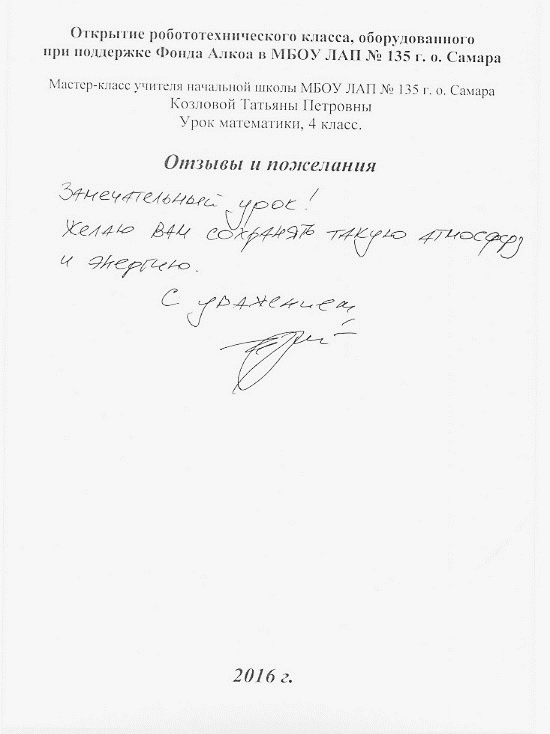 Открытие робототехнического класса, оборудованного
при поддержке Фонда Алкоа в МБОУ ЛАП № 135 г. о. Самара
Мастер-класс учителя начальной школы МБОУ ЛАП № 135 г. о. Самара
Козловой Татьяны Петровны
Урок математики, 4 класс.
Отзывы и пожелания
Замечательный урок!
Желаю Вам сохранять такую атмосферу
и энергию.
С уважением
2016 г.